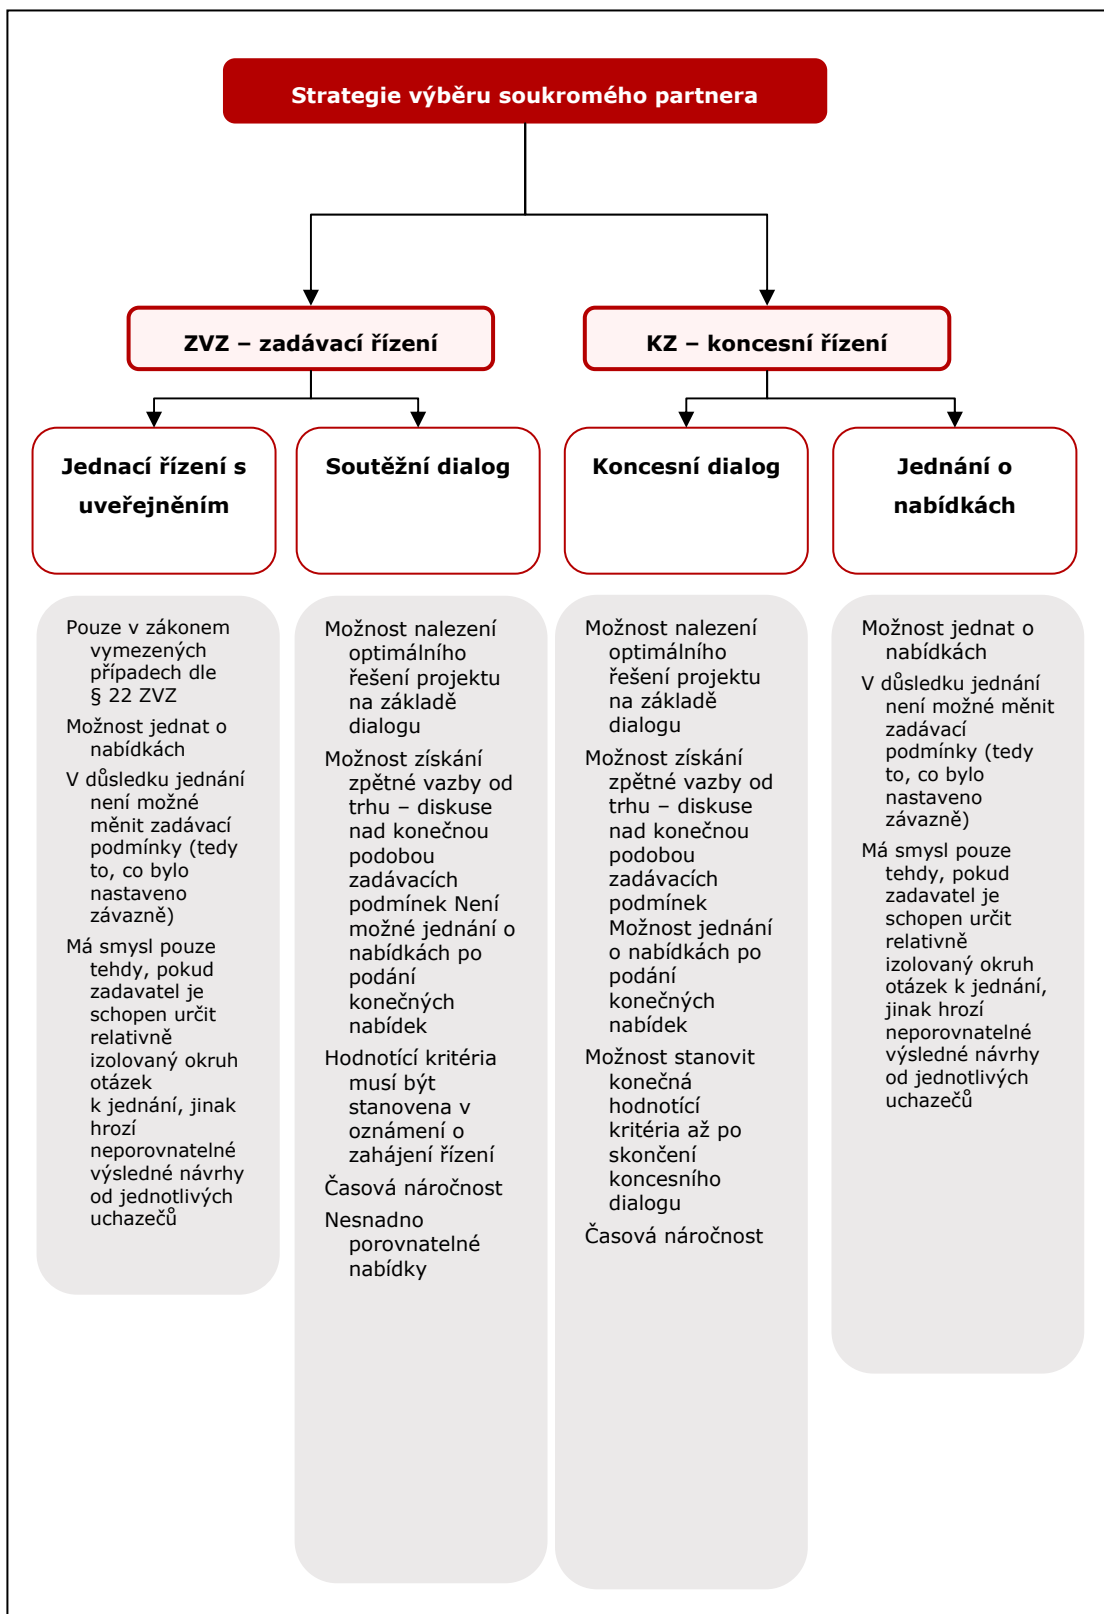 Strategie výběru soukromého partnera
ZVZ – zadávací řízení
KZ – koncesní řízení
Jednací řízení s
uveřejněním
Soutěžní dialog
Koncesní dialog
Jednání o
nabídkách
Pouze v zákonem
vymezených
případech dle
§ 22 ZVZ
Možnost jednat o
nabídkách
V důsledku jednání
není možné
měnit zadávací
podmínky (tedy
to, co bylo
nastaveno
závazně)
Má smysl pouze
tehdy, pokud
zadavatel je
schopen určit
relativně
izolovaný okruh
otázek
k jednání, jinak
hrozí
neporovnatelné
výsledné návrhy
od jednotlivých
uchazečů
Možnost nalezení
optimálního
řešení projektu
na základě
dialogu
Možnost získání
zpětné vazby od
trhu – diskuse
nad konečnou
podobou
zadávacích
podmínek Není
možné jednání o
nabídkách po
podání
konečných
nabídek
Hodnotící kritéria
musí být
stanovena v
oznámení o
zahájení řízení
Časová náročnost
Nesnadno
porovnatelné
nabídky
Možnost nalezení
optimálního
řešení projektu
na základě
dialogu
Možnost získání
zpětné vazby od
trhu – diskuse
nad konečnou
podobou
zadávacích
podmínek
Možnost jednání
o nabídkách po
podání
konečných
nabídek
Možnost stanovit
konečná
hodnotící
kritéria až po
skončení
koncesního
dialogu
Časová náročnost
Možnost jednat o
nabídkách
V důsledku jednání
není možné měnit
zadávací
podmínky (tedy
to, co bylo
nastaveno
závazně)
Má smysl pouze
tehdy, pokud
zadavatel je
schopen určit
relativně
izolovaný okruh
otázek k jednání,
jinak hrozí
neporovnatelné
výsledné návrhy
od jednotlivých
uchazečů